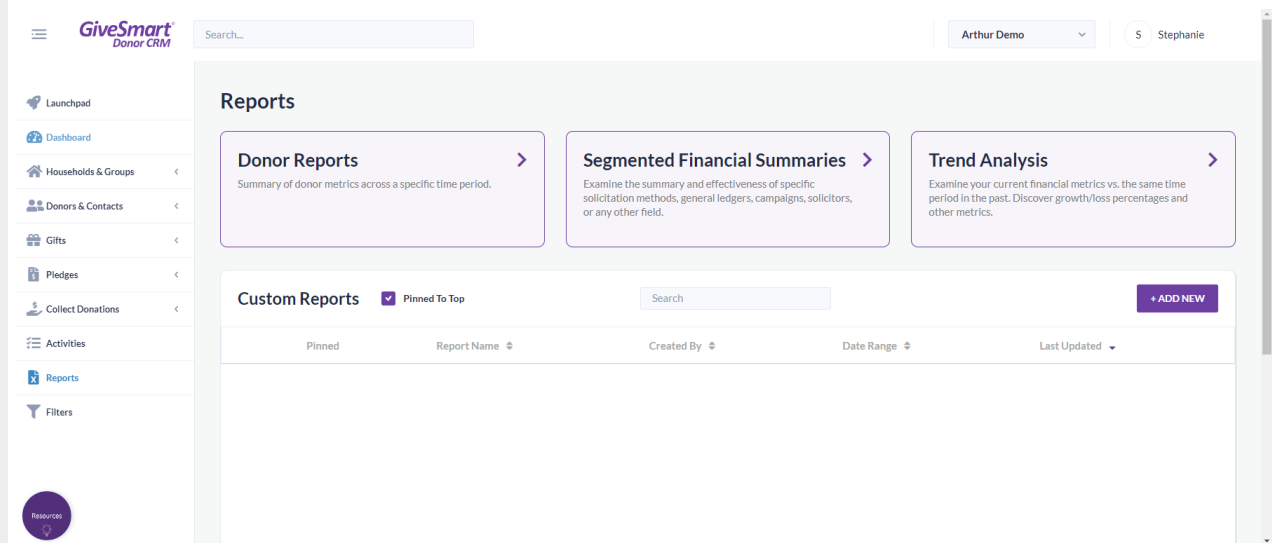 GiveSmart®
Donor CRM
Search...
Arthur Demo
S Stephanie
Launchpad
Dashboard
Households & Groups
Donors & Contacts
Gifts
Pledges
Collect Donations
Activities
Reports
Filters
Resources
Reports
Donor Reports
Summary of donor metrics across a specific time period.
Segmented Financial Summaries
Examine the summary and effectiveness of specific
solicitation methods, general ledgers, campaigns, solicitors,
or any other field.
Trend Analysis
Examine your current financial metrics vs. the same time
period in the past. Discover growth/loss percentages and
other metrics.
Custom Reports Pinned To Top Search + ADD NEW
Pinned Report Name Created By Date Range Last Updated